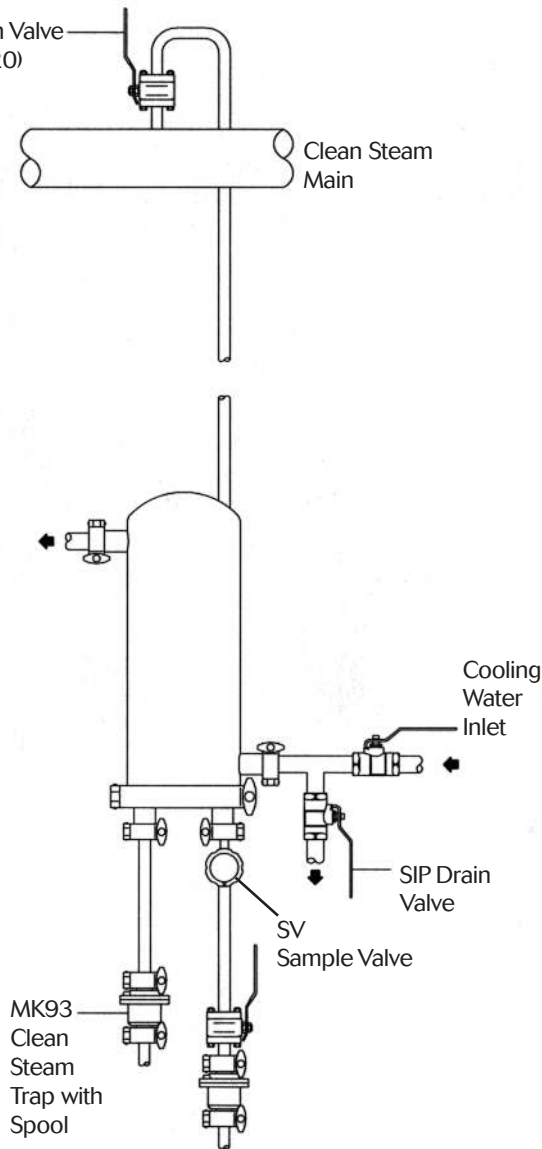 Valve
20)
Clean Steam
Main
Cooling
Water
Inlet
SIP Drain
Valve
SV
Sample Valve
MK93
Clean
Steam
Trap with
Spool